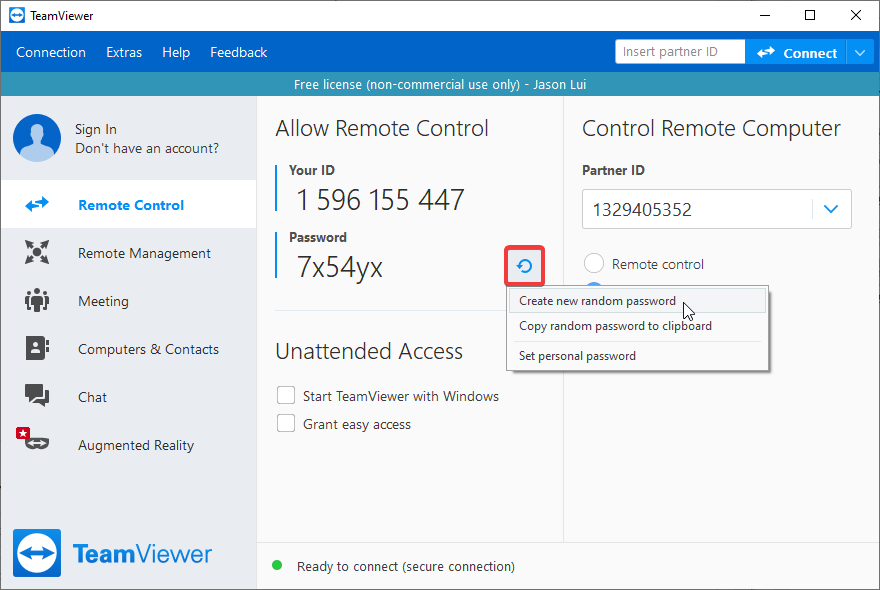 TeamViewer
Connection Extras Help Feedback
Insert partner ID
Connect
Free license (non-commercial use only) - Jason Lui
Sign In
Don't have an account?
Remote Control
Remote Management
Meeting
Computers & Contacts
Chat
Augmented Reality
TeamViewer
Allow Remote Control
Your ID
1 596 155 447
Password
7x54yx
Create new random password
Copy random password to clipboard
Set personal password
Unattended Access
Start TeamViewer with Windows
Grant easy access
Control Remote Computer
Partner ID
1329405352
Remote control
Ready to connect (secure connection)